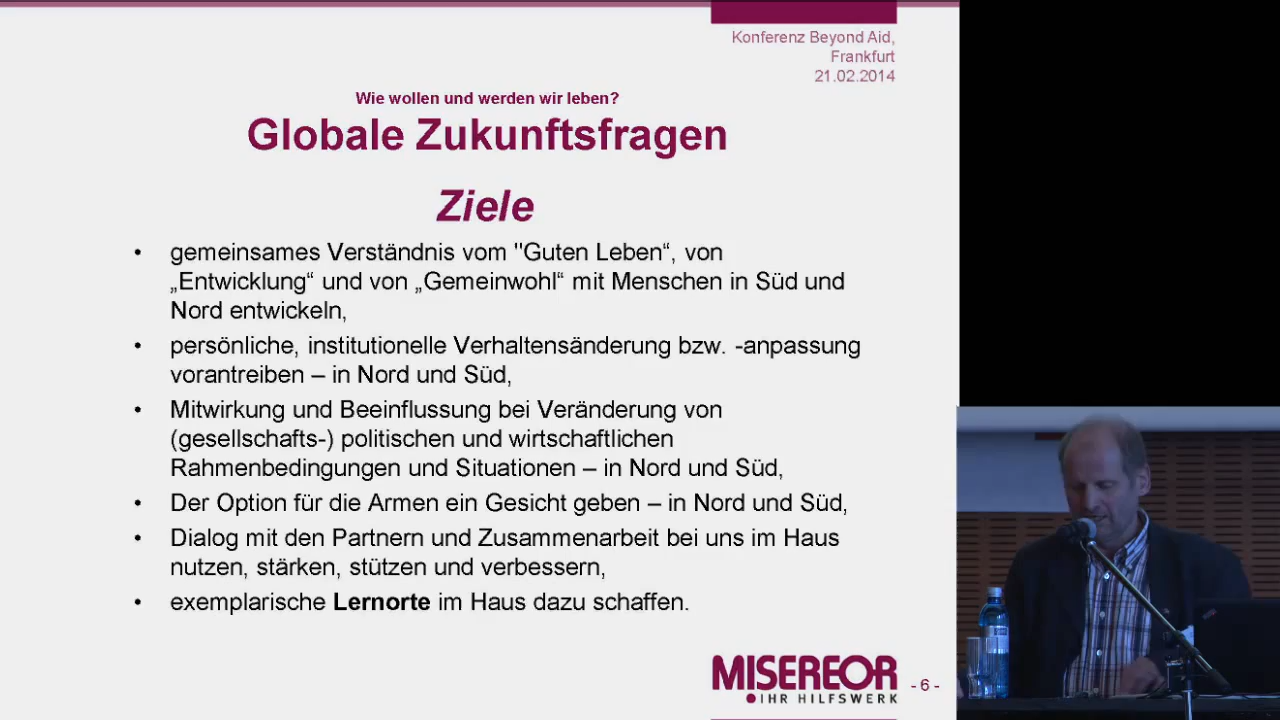 Konferenz Beyond Aid,
Frankfurt
21.02.2014
Wie wollen und werden wir leben?
Globale Zukunftsfragen
Ziele
• gemeinsames Verständnis vom "Guten Leben“, von
„Entwicklung“ und von „Gemeinwohl“ mit Menschen in Süd und
Nord entwickeln,
• persönliche, institutionelle Verhaltensänderung bzw. -anpassung
vorantreiben – in Nord und Süd,
• Mitwirkung und Beeinflussung bei Veränderung von
(gesellschafts-) politischen und wirtschaftlichen
Rahmenbedingungen und Situationen – in Nord und Süd,
• Der Option für die Armen ein Gesicht geben – in Nord und Süd,
• Dialog mit den Partnern und Zusammenarbeit bei uns im Haus
nutzen, stärken, stützen und verbessern,
• exemplarische Lernorte im Haus dazu schaffen.
MISEREOR
IHR HILFSWERK
- 6 -